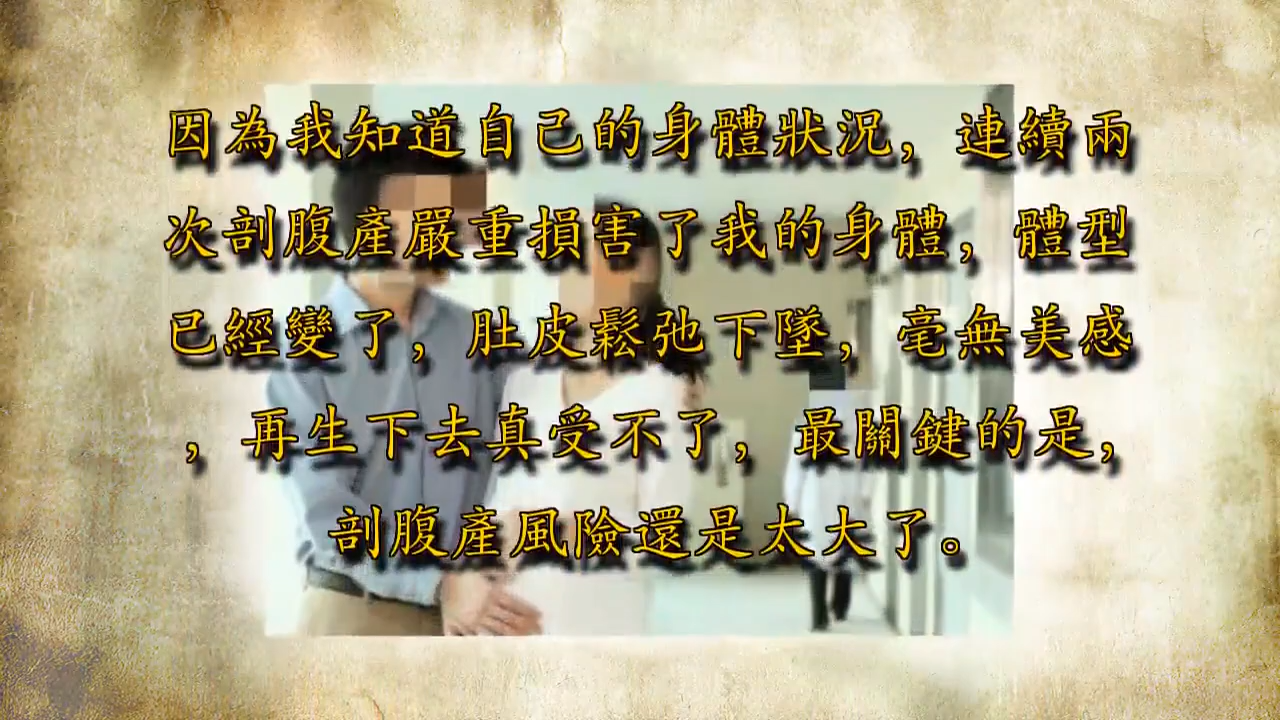 因為我知道自己的身體狀況，連續兩
次剖腹產嚴重損害了我的身體，體型
已經變了，肚皮鬆弛下墜，毫無美感
，再生下去真受不了，最關鍵的是，
剖腹產風險還是太大了。